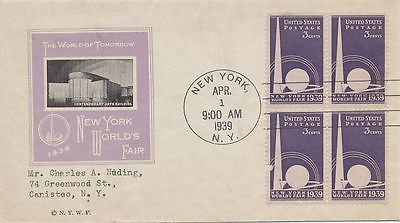 THE WORLD OF TOMORROW
CONTEMPORARY ARTS BUILDING
1939
NEW YORK
WORLD'S
FAIR
Mr. Charles A. Nüding,
74 Greenwood St.,
Canisteo, N. Y.
© N.Y.W.F.
NEW YORK,
APR.
1
9:00 AM
1939
N. Y.
UNITED STATES
POSTAGE
3 CENTS
NEW YORK
WORLD'S FAIR 1939
UNITED STATES
POSTAGE
3 CENTS
NEW YORK
WORLD'S FAIR 1939
UNITED STATES
POSTAGE
3 CENTS
NEW YORK
WORLD'S FAIR 1939
UNITED STATES
POSTAGE
3 CENTS
NEW YORK
WORLD'S FAIR 1939